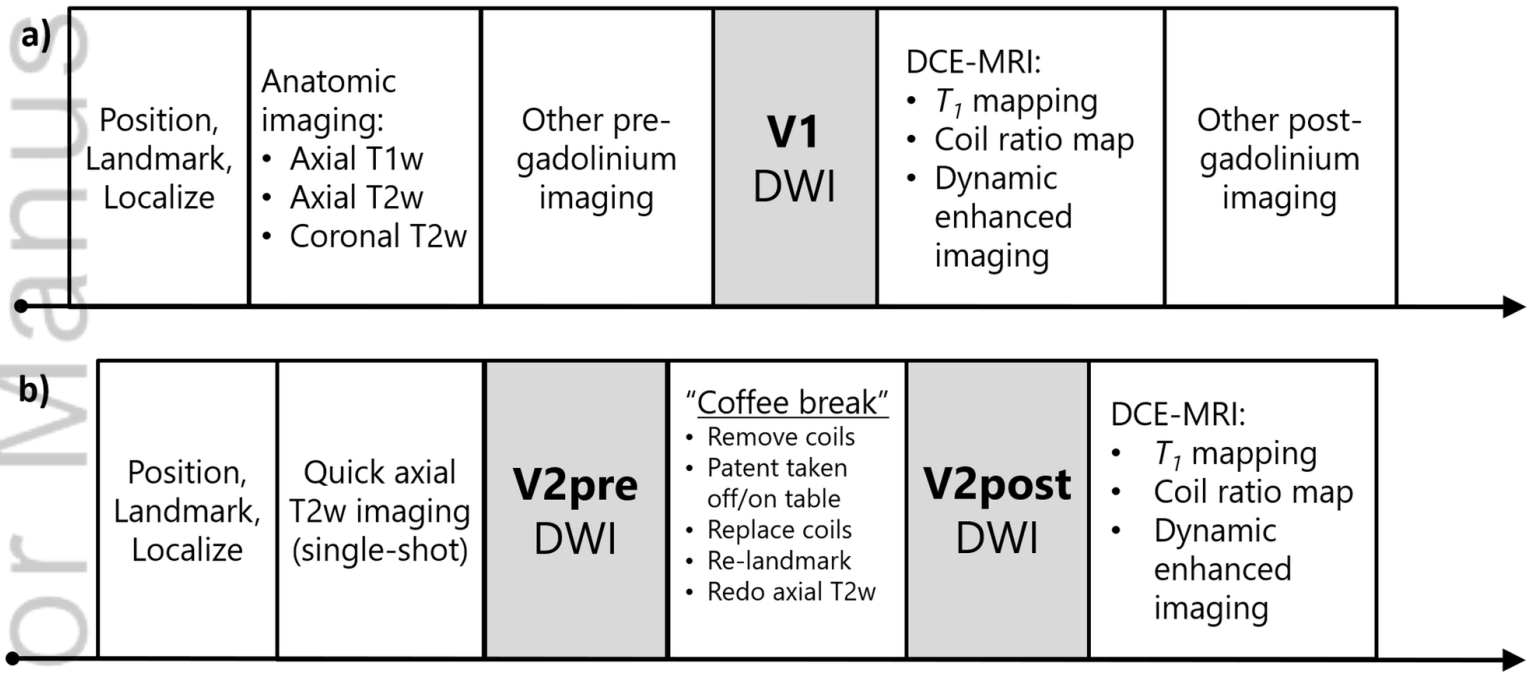 a)
Position,
Landmark,
Localize
Anatomic
imaging:
• Axial T1w
• Axial T2w
• Coronal T2w
Other pre-
gadolinium
imaging
V1
DWI
DCE-MRI:
• T1 mapping
• Coil ratio map
• Dynamic
enhanced
imaging
Other post-
gadolinium
imaging
b)
Position,
Landmark,
Localize
Quick axial
T2w imaging
(single-shot)
V2pre
DWI
“Coffee break”
• Remove coils
• Patent taken
off/on table
• Replace coils
• Re-landmark
• Redo axial T2w
V2post
DWI
DCE-MRI:
• T1 mapping
• Coil ratio map
• Dynamic
enhanced
imaging
or Manus